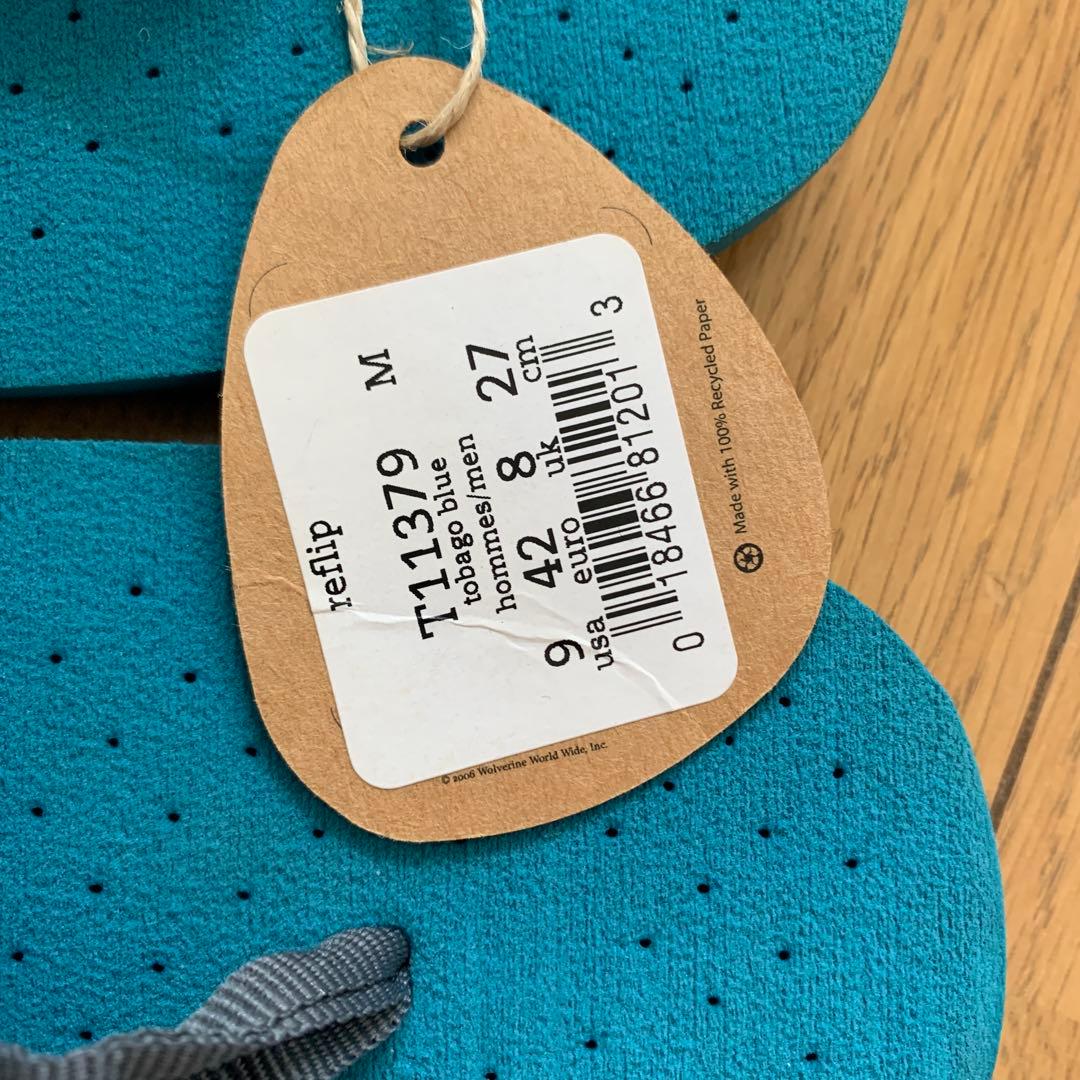 reflip
T11379 M
tobago blue
hommes/men
9 42 8 27
usa euro uk cm
0 18466 81201 3
Made with 100% Recycled Paper
© 2006 Wolverine World Wide, Inc.